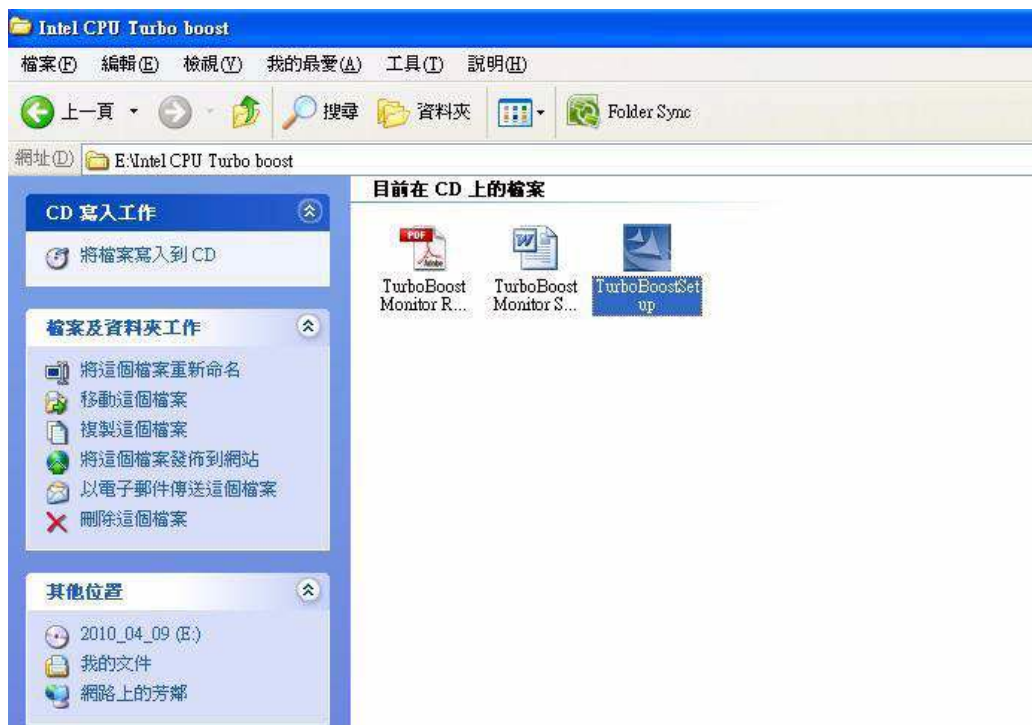 Intel CPU Turbo boost
檔案(F) 編輯(E) 檢視(V) 我的最愛(A) 工具(T) 說明(H)
上一頁 搜尋 資料夾 Folder Sync
網址(D) E:\Intel CPU Turbo boost
CD 寫入工作
將檔案寫入到 CD
檔案及資料夾工作
將這個檔案重新命名
移動這個檔案
複製這個檔案
將這個檔案發佈到網站
以電子郵件傳送這個檔案
刪除這個檔案
其他位置
2010_04_09 (E:)
我的文件
網路上的芳鄰
目前在 CD 上的檔案
PDF
Adobe
TurboBoost
Monitor R...
W
TurboBoost
Monitor S...
TurboBoostSet
up